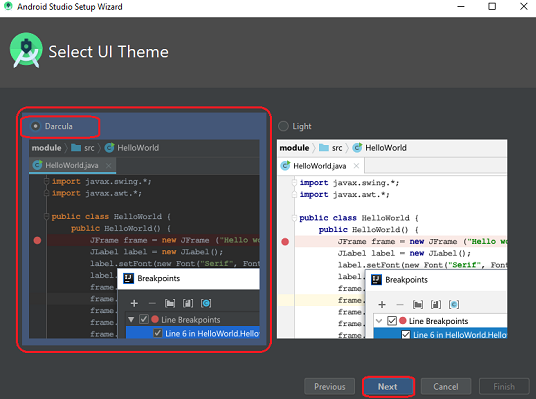 Android Studio Setup Wizard
Select UI Theme
Darcula
module src HelloWorld
HelloWorld.java
import javax.swing.*;
import javax.awt.*;
public class HelloWorld {
public HelloWorld() {
JFrame frame = new JFrame ("Hello wo
JLabel label = new JLabel();
label.setFont(new Font("Serif", Font
label.
frame.
frame.
frame.
frame.
frame.
Breakpoints
Line Breakpoints
Line 6 in HelloWorld.Hello
Light
module src HelloWorld
HelloWorld.java
import javax.swing.*;
import javax.awt.*;
public class HelloWorld {
public HelloWorld() {
JFrame frame = new JFrame ("Hello w
JLabel label = new JLabel();
label.setFont(new Font("Serif", Fon
label.
frame.
frame.
frame.
frame.
Breakpoints
Line Breakpoints
Line 6 in HelloWorld.Hel
Previous
Next
Cancel
Finish